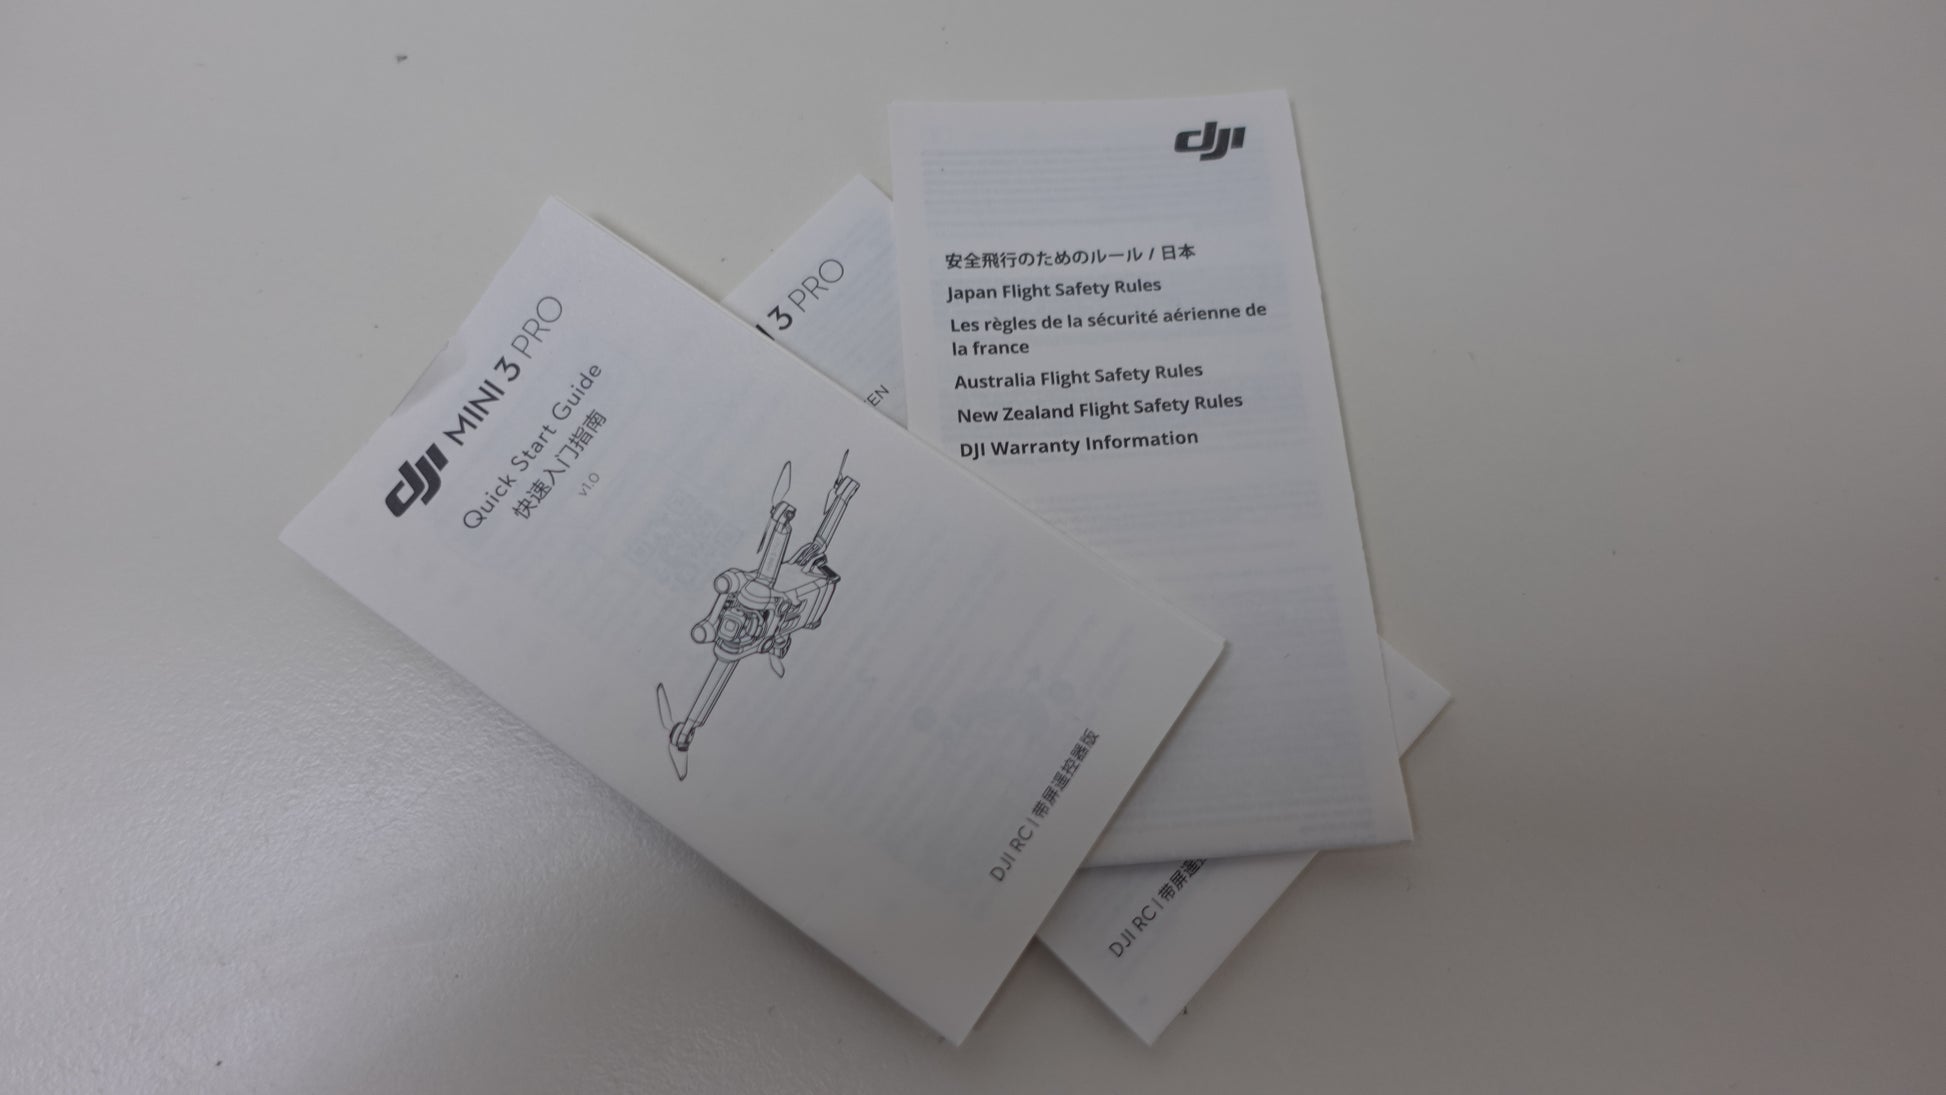 dji MINI 3 PRO
Quick Start Guide
快速入门指南
v1.0
DJI RC | 带屏遥控器版
3 PRO
EN
DJI RC | 带屏遥
dji
安全飛行のためのルール / 日本
Japan Flight Safety Rules
Les règles de la sécurité aérienne de
la france
Australia Flight Safety Rules
New Zealand Flight Safety Rules
DJI Warranty Information